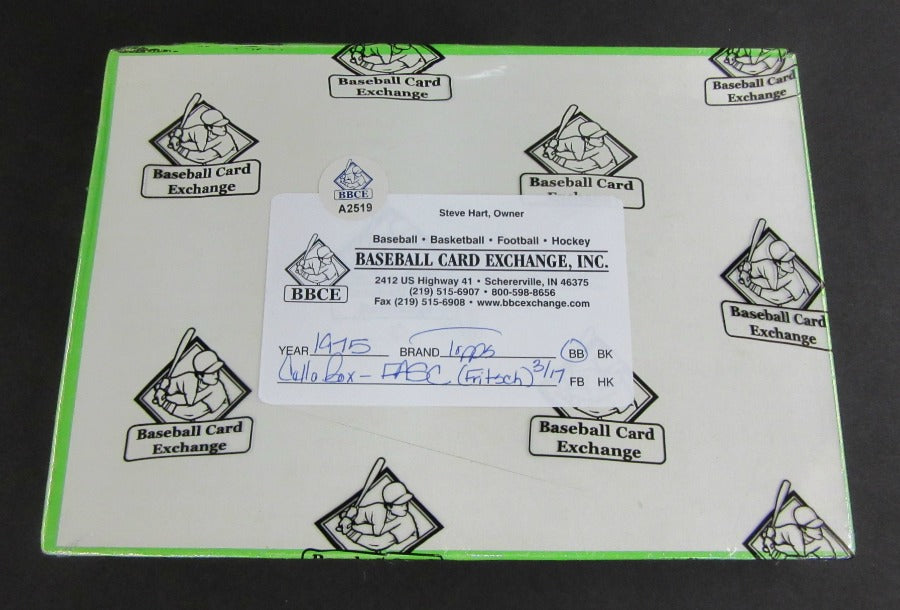 Baseball Card
Exchange
Baseball Card
Exchange
Baseball Card
Exchange
Baseball Card
BBCE
A2519
Steve Hart, Owner
Baseball • Basketball • Football • Hockey
BASEBALL CARD EXCHANGE, INC.
BBCE
2412 US Highway 41 • Schererville, IN 46375
(219) 515-6907 • 800-598-8656
Fax (219) 515-6908 • www.bbcexchange.com
Baseball Card
Exchange
YEAR 1975 BRAND Topps BB BK
Cello Box - FASC (Fritsch) 3/17 FB HK
Baseball Card
Exchange
Baseball Card
Exchange